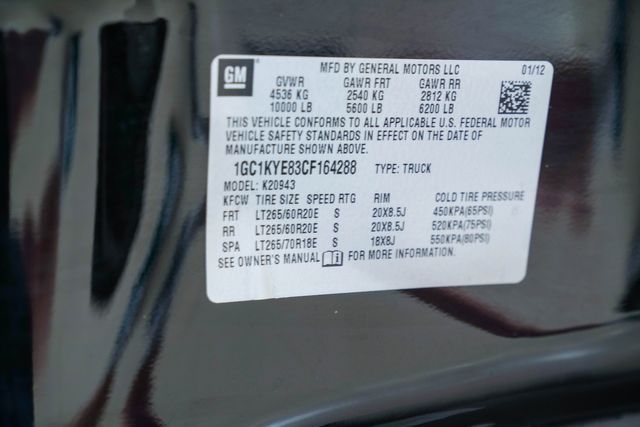 GM
MFD BY GENERAL MOTORS LLC 01/12
GVWR GAWR FRT GAWR RR
4536 KG 2540 KG 2812 KG
10000 LB 5600 LB 6200 LB
THIS VEHICLE CONFORMS TO ALL APPLICABLE U.S. FEDERAL MOTOR
VEHICLE SAFETY STANDARDS IN EFFECT ON THE DATE OF
MANUFACTURE SHOWN ABOVE.
1GC1KYE83CF164288 TYPE: TRUCK
MODEL: K20943
KFCW TIRE SIZE SPEED RTG RIM COLD TIRE PRESSURE
FRT LT265/60R20E S 20X8.5J 450KPA(65PSI)
RR LT265/60R20E S 20X8.5J 520KPA(75PSI)
SPA LT265/70R18E S 18X8J 550KPA(80PSI)
SEE OWNER'S MANUAL FOR MORE INFORMATION.